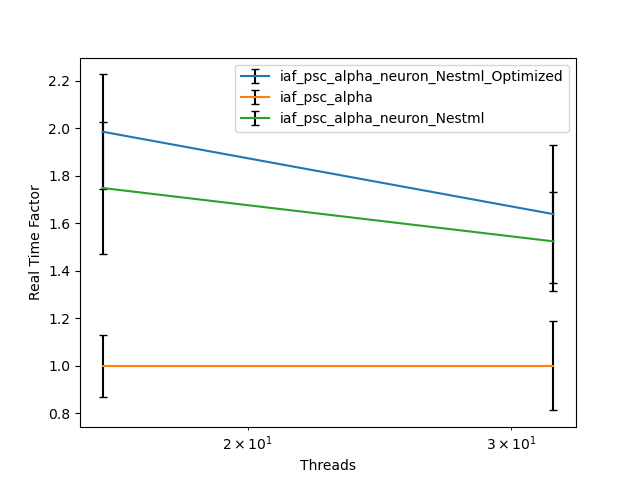 iaf_psc_alpha_neuron_Nestml_Optimized
iaf_psc_alpha
iaf_psc_alpha_neuron_Nestml
2.2
2.0
1.8
1.6
1.4
1.2
1.0
0.8
Real Time Factor
2 × 10¹
3 × 10¹
Threads